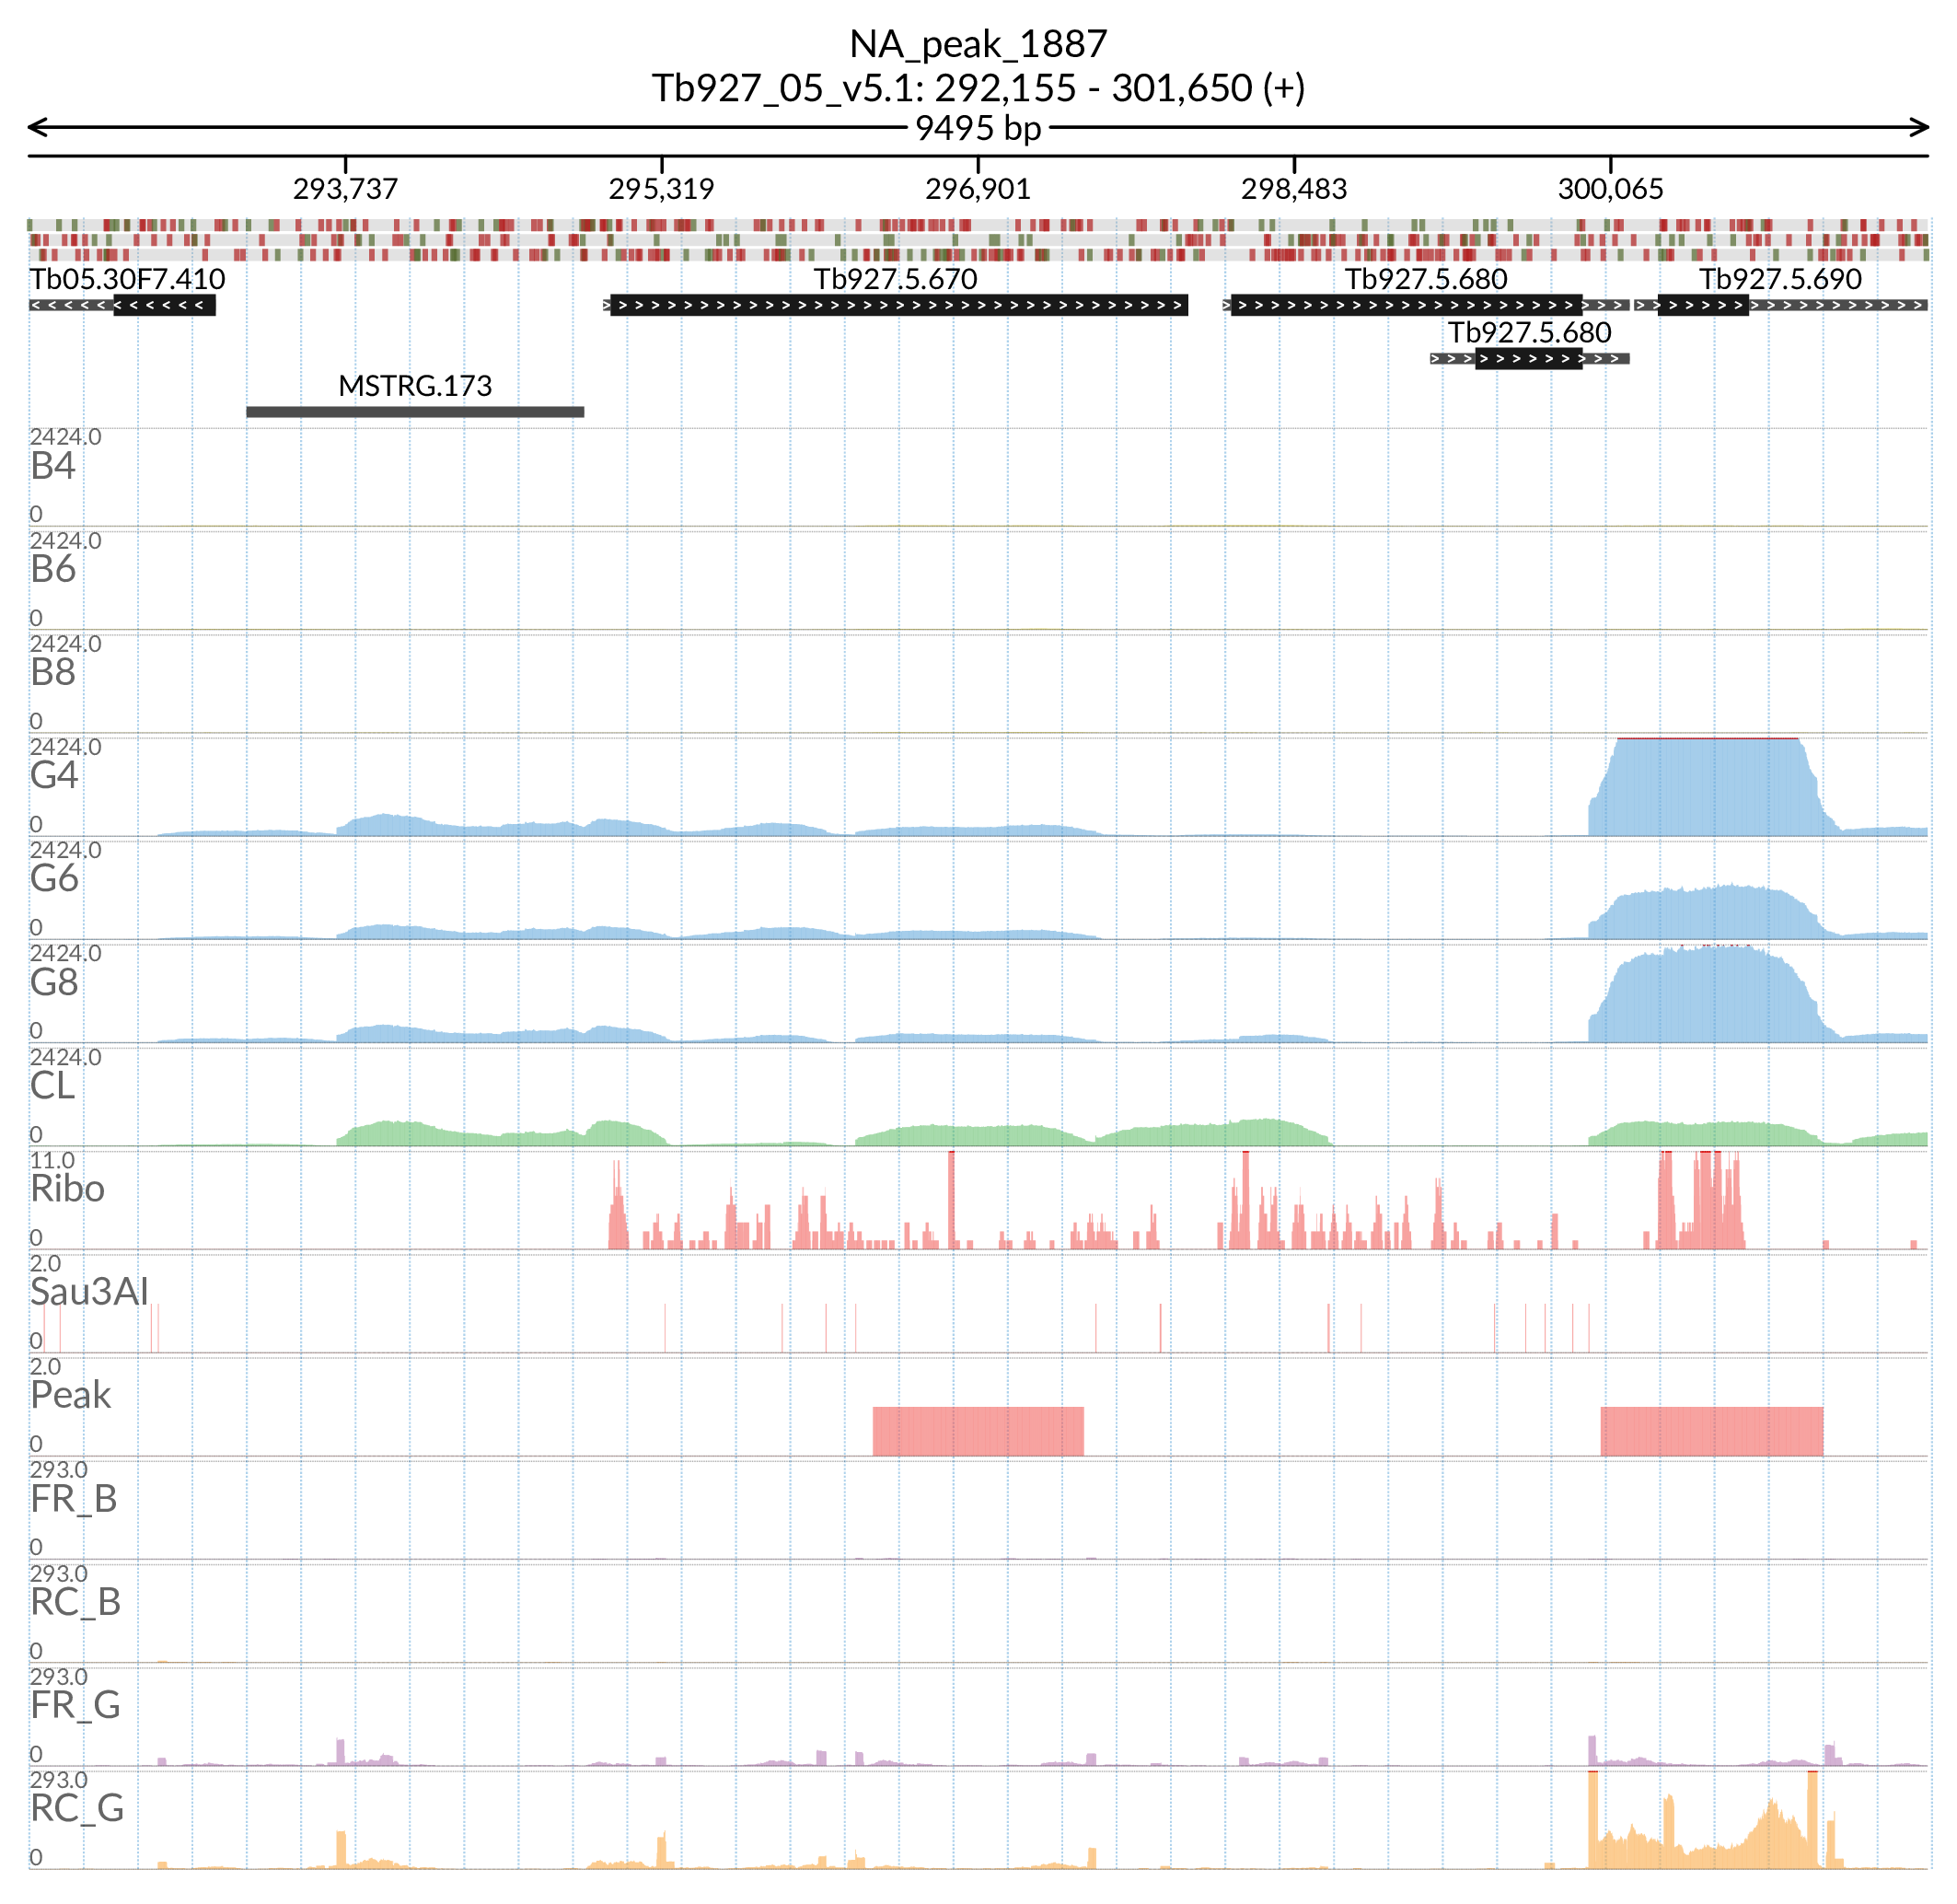 NA_peak_1887
Tb927_05_v5.1: 292,155 - 301,650 (+)
9495 bp
293,737 295,319 296,901 298,483 300,065
Tb05.30F7.410 Tb927.5.670 Tb927.5.680 Tb927.5.690
Tb927.5.680
MSTRG.173
2424.0
B4
0
2424.0
B6
0
2424.0
B8
0
2424.0
G4
0
2424.0
G6
0
2424.0
G8
0
2424.0
CL
0
11.0
Ribo
0
2.0
Sau3AI
0
2.0
Peak
0
293.0
FR_B
0
293.0
RC_B
0
293.0
FR_G
0
293.0
RC_G
0